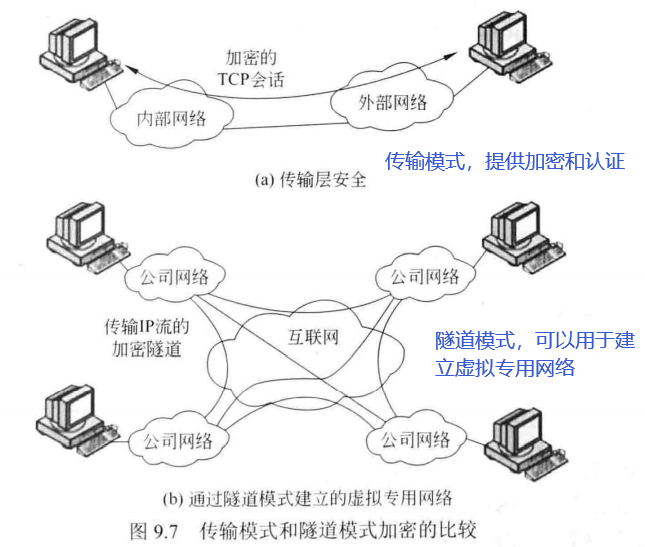 加密的
TCP会话
内部网络
外部网络
传输模式，提供加密和认证
(a) 传输层安全
公司网络
公司网络
传输IP流的
加密隧道
互联网
隧道模式，可以用于建
立虚拟专用网络
公司网络
公司网络
(b) 通过隧道模式建立的虚拟专用网络
图 9.7 传输模式和隧道模式加密的比较